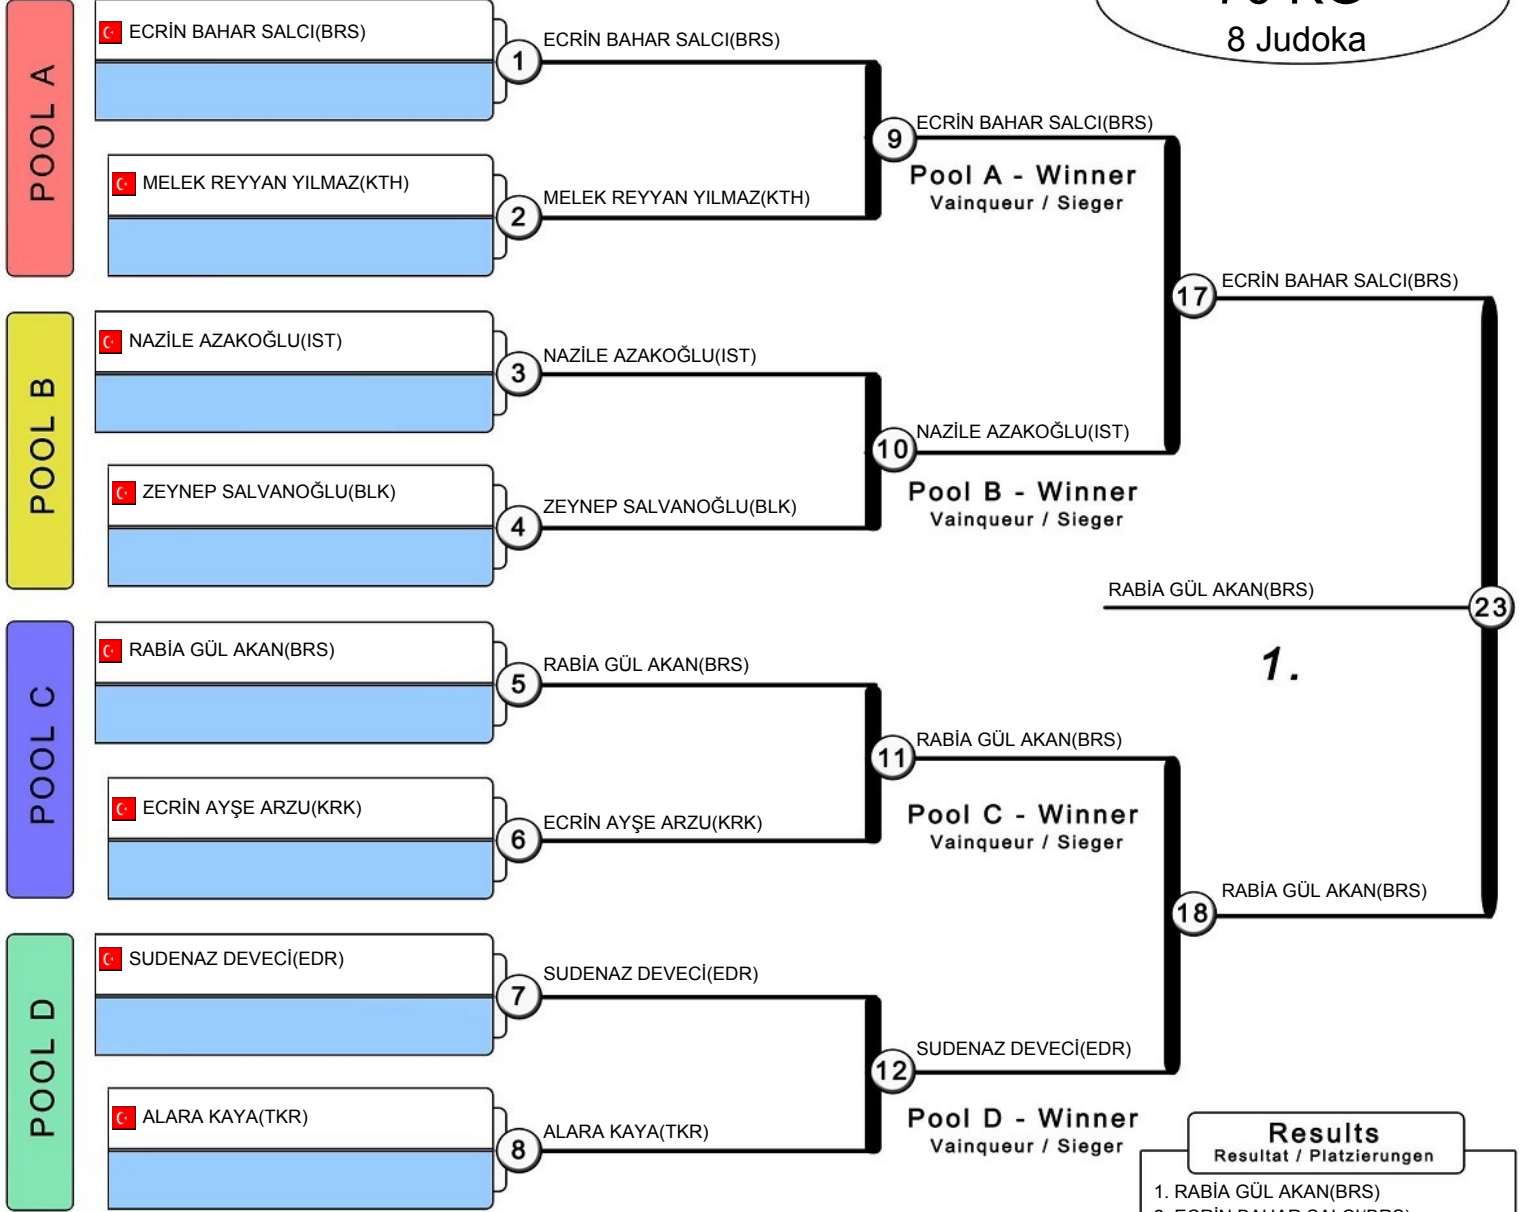 8 Judoka
POOL A
ECRİN BAHAR SALCI(BRS)
1
ECRİN BAHAR SALCI(BRS)
MELEK REYYAN YILMAZ(KTH)
2
MELEK REYYAN YILMAZ(KTH)
9
ECRİN BAHAR SALCI(BRS)
Pool A - Winner
Vainqueur / Sieger
POOL B
NAZİLE AZAKOĞLU(IST)
3
NAZİLE AZAKOĞLU(IST)
ZEYNEP SALVANOĞLU(BLK)
4
ZEYNEP SALVANOĞLU(BLK)
10
NAZİLE AZAKOĞLU(IST)
Pool B - Winner
Vainqueur / Sieger
17
ECRİN BAHAR SALCI(BRS)
POOL C
RABİA GÜL AKAN(BRS)
5
RABİA GÜL AKAN(BRS)
ECRİN AYŞE ARZU(KRK)
6
ECRİN AYŞE ARZU(KRK)
11
RABİA GÜL AKAN(BRS)
Pool C - Winner
Vainqueur / Sieger
POOL D
SUDENAZ DEVECİ(EDR)
7
SUDENAZ DEVECİ(EDR)
ALARA KAYA(TKR)
8
ALARA KAYA(TKR)
12
SUDENAZ DEVECİ(EDR)
Pool D - Winner
Vainqueur / Sieger
18
RABİA GÜL AKAN(BRS)
23
RABİA GÜL AKAN(BRS)
1.
Results
Resultat / Platzierungen
1. RABİA GÜL AKAN(BRS)
ECRİN BAHAR SALCI(BRS)